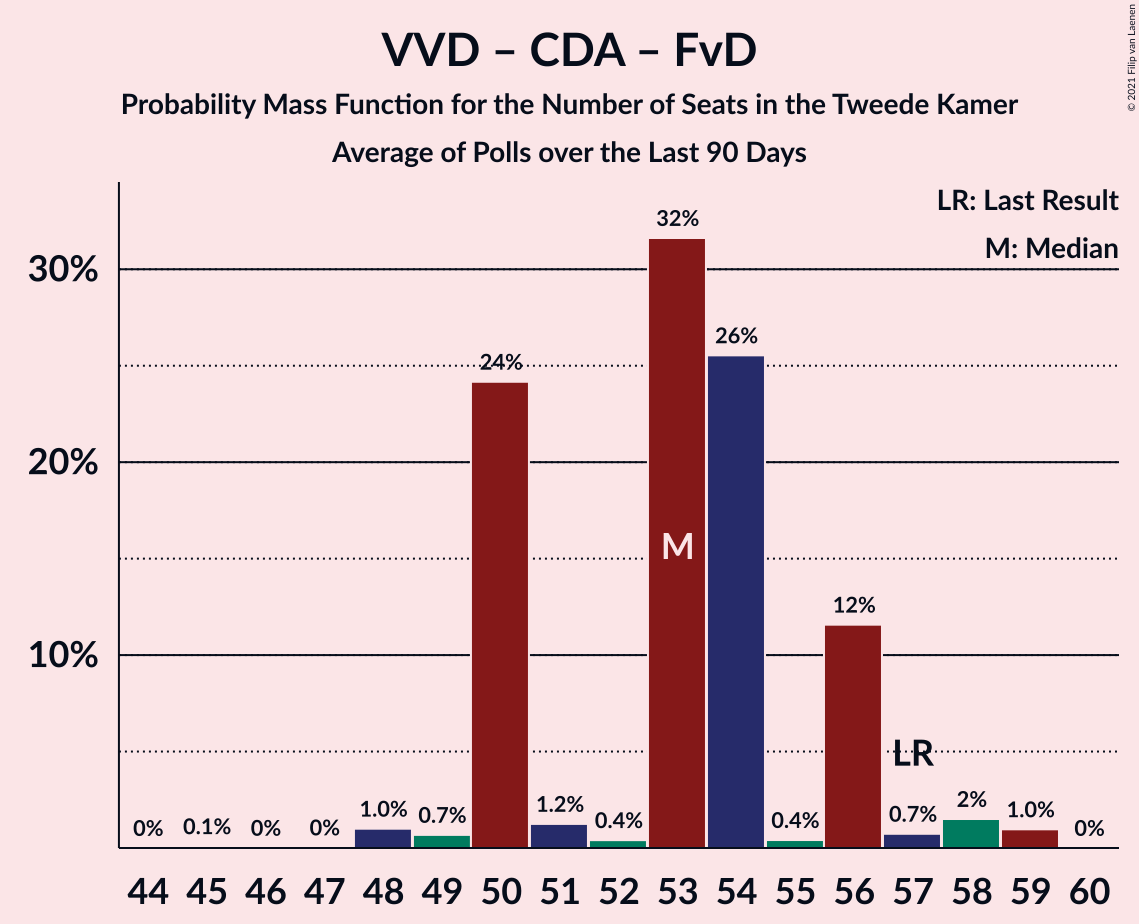 VVD – CDA – FvD
Probability Mass Function for the Number of Seats in the Tweede Kamer
Average of Polls over the Last 90 Days
© 2021 Filip van Laenen
LR: Last Result
M: Median
30%
20%
10%
0% 0.1% 0% 0% 1.0% 0.7% 24% 1.2% 0.4% 32% 26% 0.4% 12% 0.7% 2% 1.0% 0%
M
LR
44 45 46 47 48 49 50 51 52 53 54 55 56 57 58 59 60